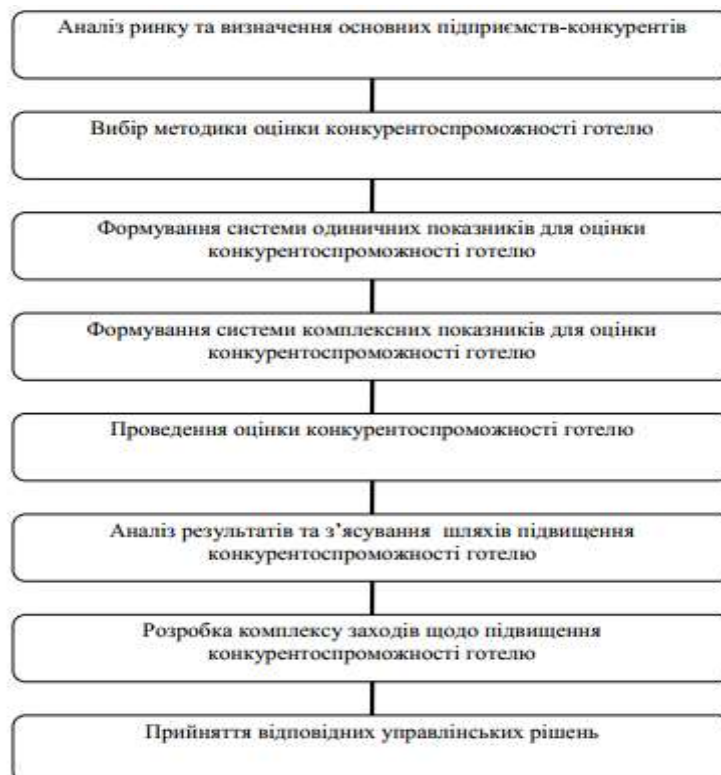 Аналіз ринку та визначення основних підприємств-конкурентів
Вибір методики оцінки конкурентоспроможності готелю
Формування системи одиничних показників для оцінки
конкурентоспроможності готелю
Формування системи комплексних показників для оцінки
конкурентоспроможності готелю
Проведення оцінки конкурентоспроможності готелю
Аналіз результатів та з’ясування шляхів підвищення
конкурентоспроможності готелю
Розробка комплексу заходів щодо підвищення
конкурентоспроможності готелю
Прийняття відповідних управлінських рішень